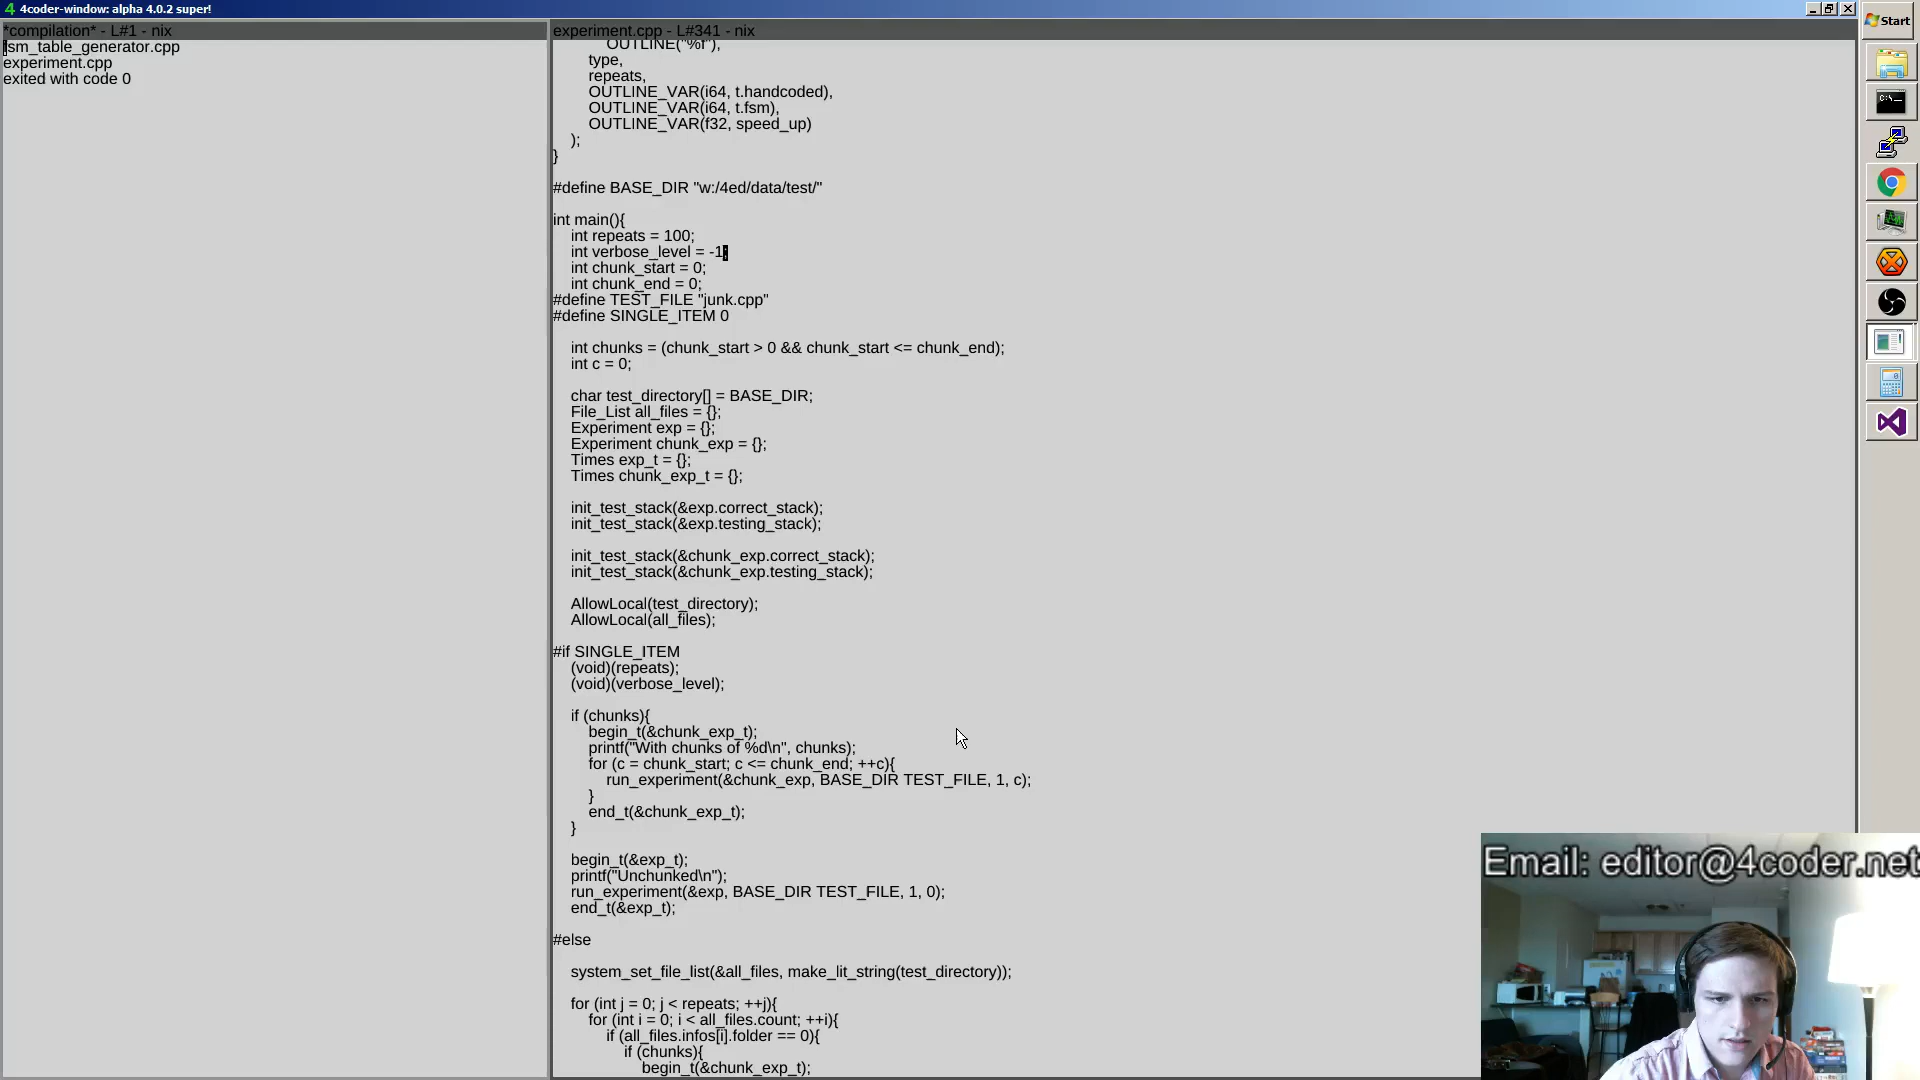 4 4coder-window: alpha 4.0.2 super!
Start
*compilation* - L#1 - nix
fsm_table_generator.cpp
experiment.cpp
exited with code 0
experiment.cpp - L#341 - nix
OUTLINE("%f"),
type,
repeats,
OUTLINE_VAR(i64, t.handcoded),
OUTLINE_VAR(i64, t.fsm),
OUTLINE_VAR(f32, speed_up)
);
}
#define BASE_DIR "w:/4ed/data/test/"
int main(){
int repeats = 100;
int verbose_level = -1;
int chunk_start = 0;
int chunk_end = 0;
#define TEST_FILE "junk.cpp"
#define SINGLE_ITEM 0
int chunks = (chunk_start > 0 && chunk_start <= chunk_end);
int c = 0;
char test_directory[] = BASE_DIR;
File_List all_files = {};
Experiment exp = {};
Experiment chunk_exp = {};
Times exp_t = {};
Times chunk_exp_t = {};
init_test_stack(&exp.correct_stack);
init_test_stack(&exp.testing_stack);
init_test_stack(&chunk_exp.correct_stack);
init_test_stack(&chunk_exp.testing_stack);
AllowLocal(test_directory);
AllowLocal(all_files);
#if SINGLE_ITEM
(void)(repeats);
(void)(verbose_level);
if (chunks){
begin_t(&chunk_exp_t);
printf("With chunks of %d\n", chunks);
for (c = chunk_start; c <= chunk_end; ++c){
run_experiment(&chunk_exp, BASE_DIR TEST_FILE, 1, c);
}
end_t(&chunk_exp_t);
}
begin_t(&exp_t);
printf("Unchunked\n");
run_experiment(&exp, BASE_DIR TEST_FILE, 1, 0);
end_t(&exp_t);
#else
system_set_file_list(&all_files, make_lit_string(test_directory));
for (int j = 0; j < repeats; ++j){
for (int i = 0; i < all_files.count; ++i){
if (all_files.infos[i].folder == 0){
if (chunks){
begin_t(&chunk_exp_t);
Email: editor@4coder.net